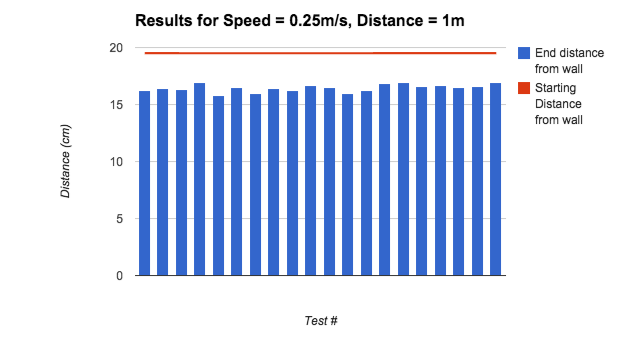 Results for Speed = 0.25m/s, Distance = 1m
20
15
10
5
0
Distance (cm)
Test #
End distance
from wall
Starting
Distance
from wall